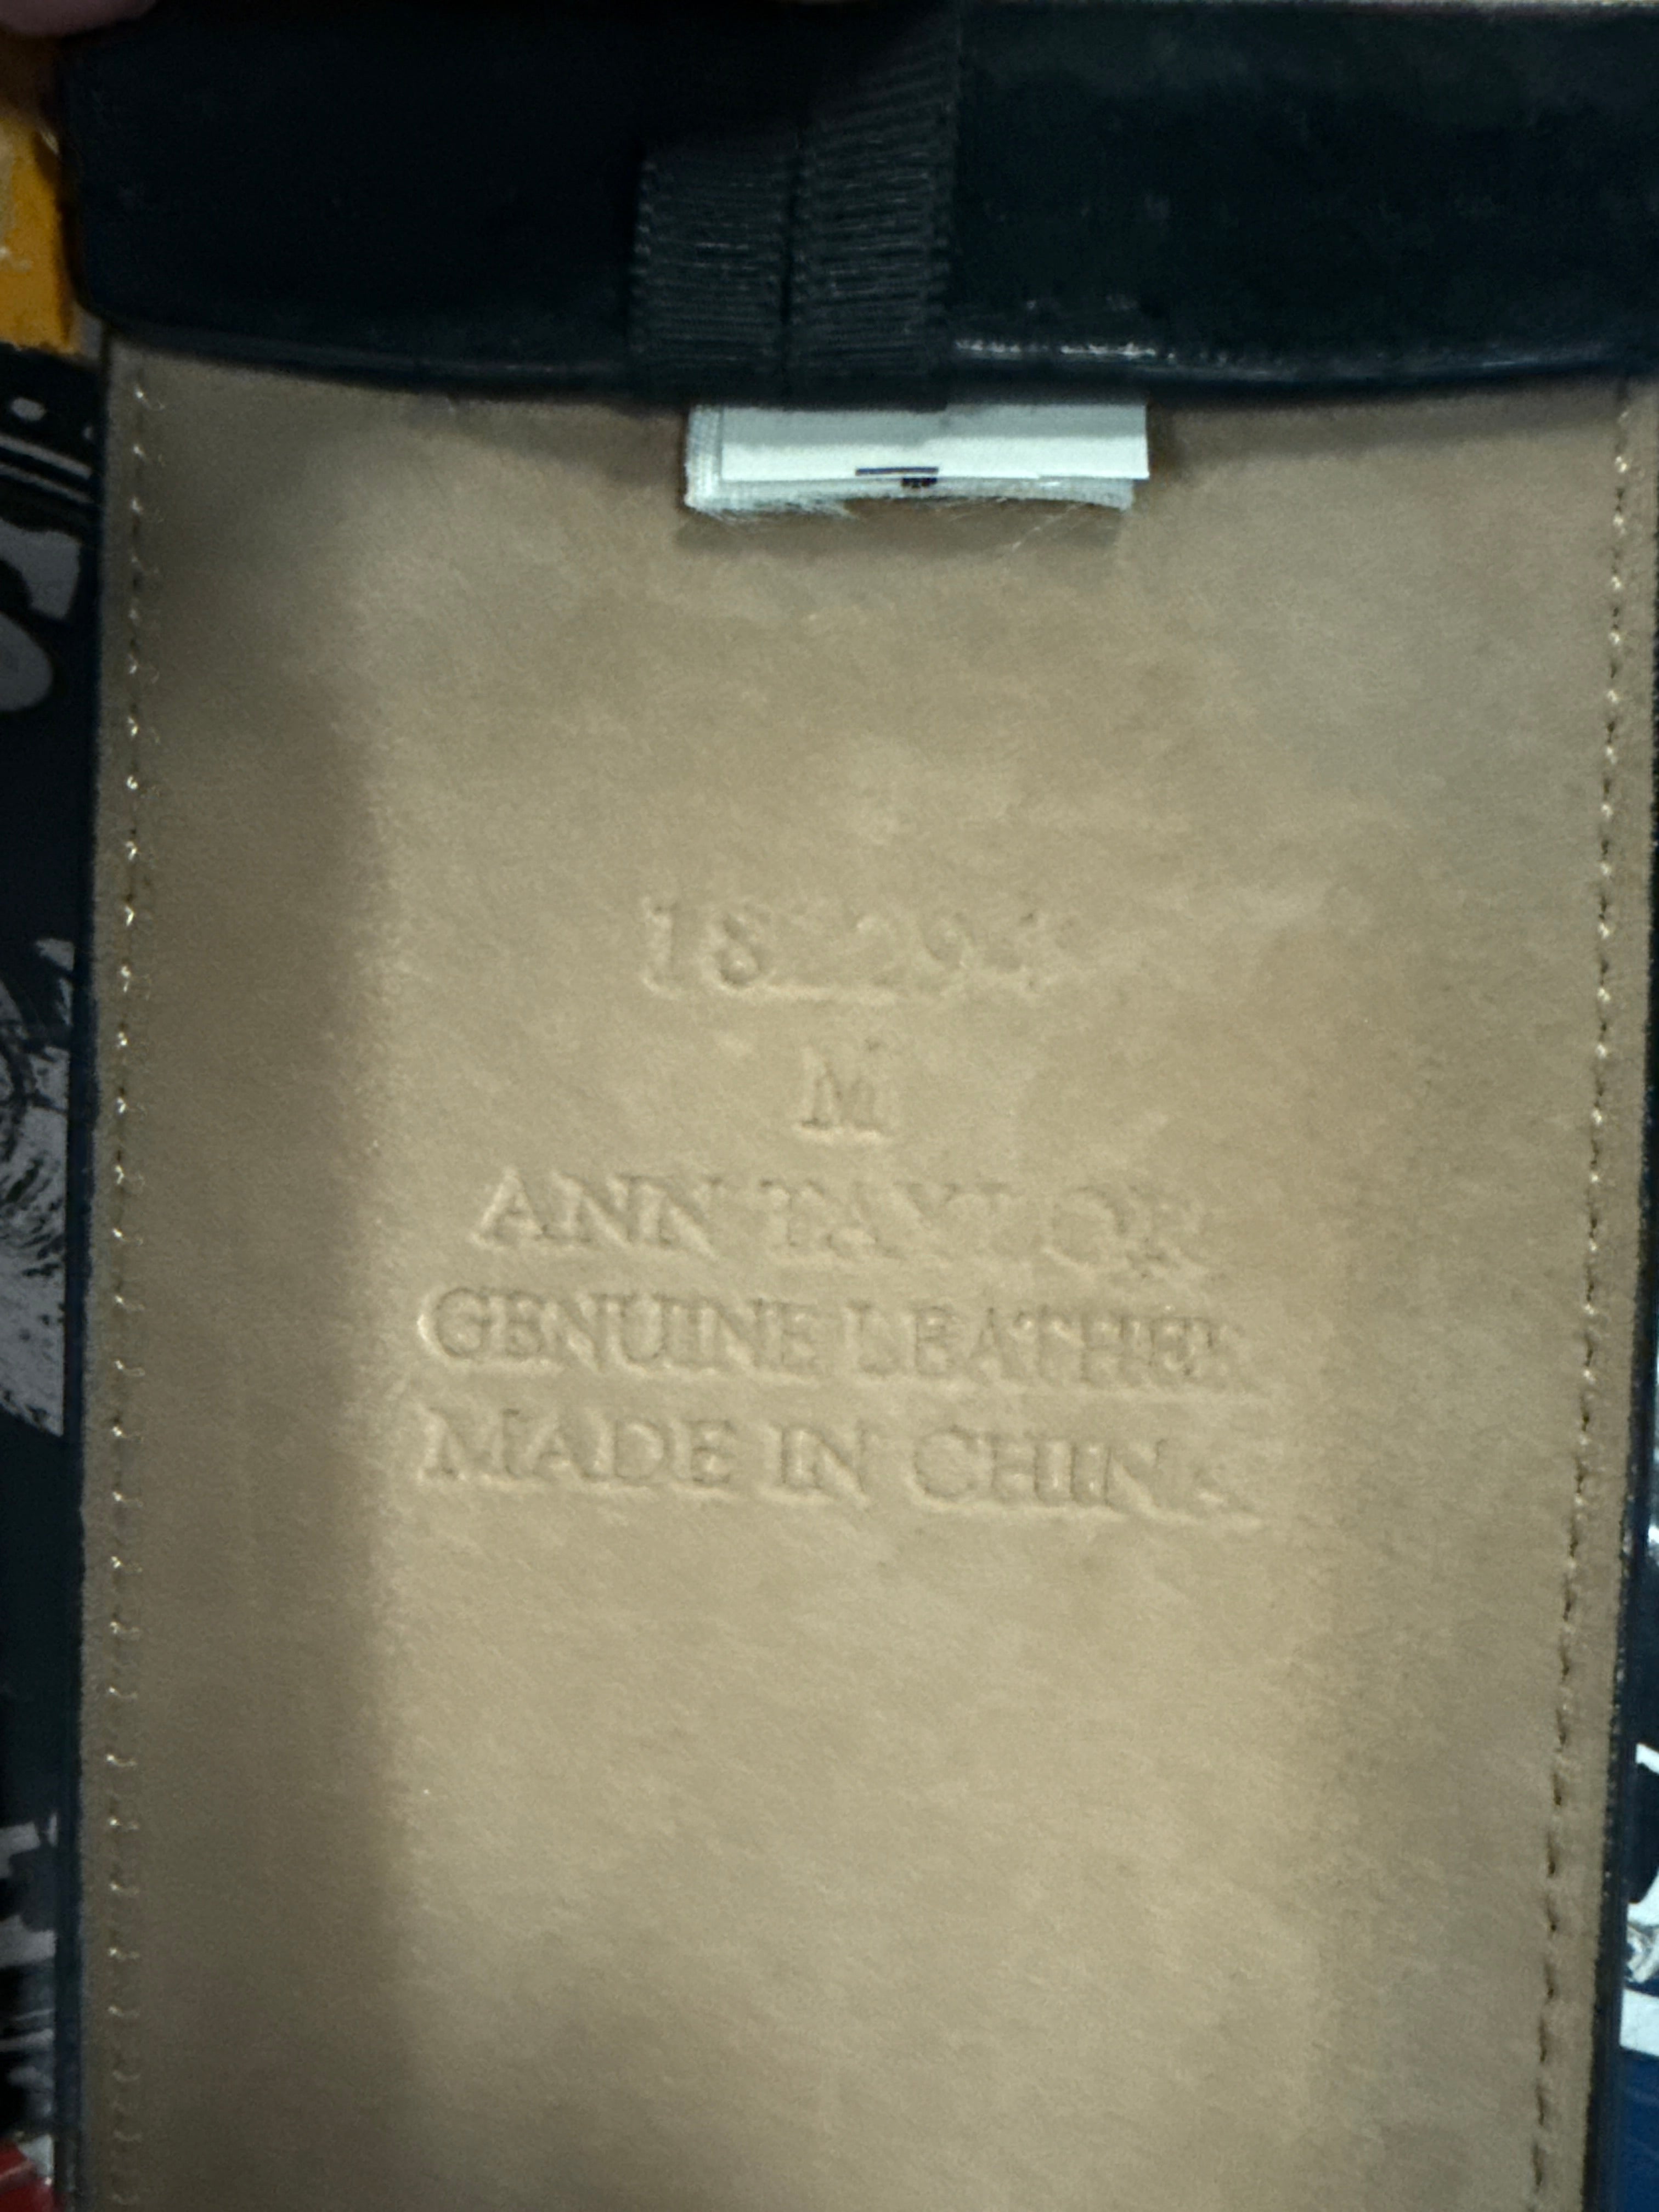 M
ANN TAYLOR
GENUINE LEATHER
MADE IN CHINA